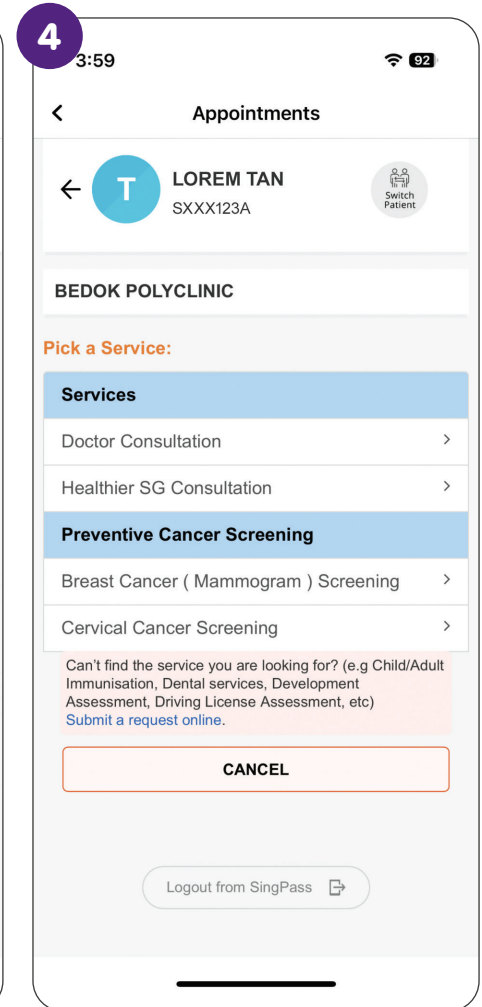 4
3:59
92
Appointments
T
LOREM TAN
SXXX123A
Switch
Patient
BEDOK POLYCLINIC
Pick a Service:
Services
Doctor Consultation
Healthier SG Consultation
Preventive Cancer Screening
Breast Cancer ( Mammogram ) Screening
Cervical Cancer Screening
Can't find the service you are looking for? (e.g Child/Adult
Immunisation, Dental services, Development
Assessment, Driving License Assessment, etc)
Submit a request online.
CANCEL
Logout from SingPass